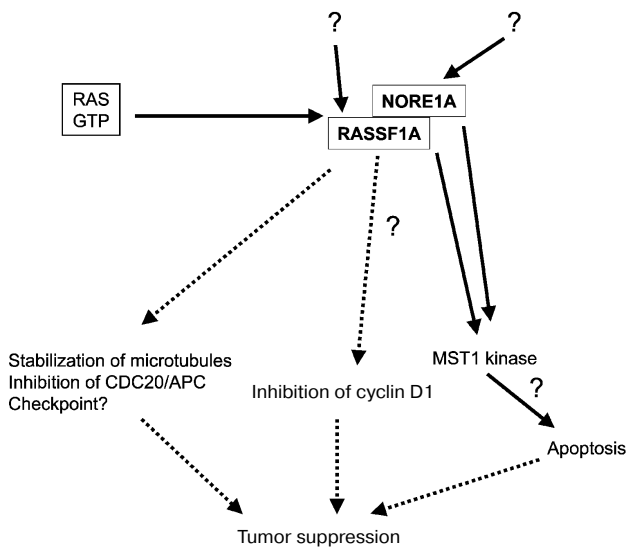 ?
?
NORE1A
RAS
GTP
RASSF1A
?
Stabilization of microtubules
Inhibition of CDC20/APC
Checkpoint?
MST1 kinase
Inhibition of cyclin D1
?
Apoptosis
Tumor suppression